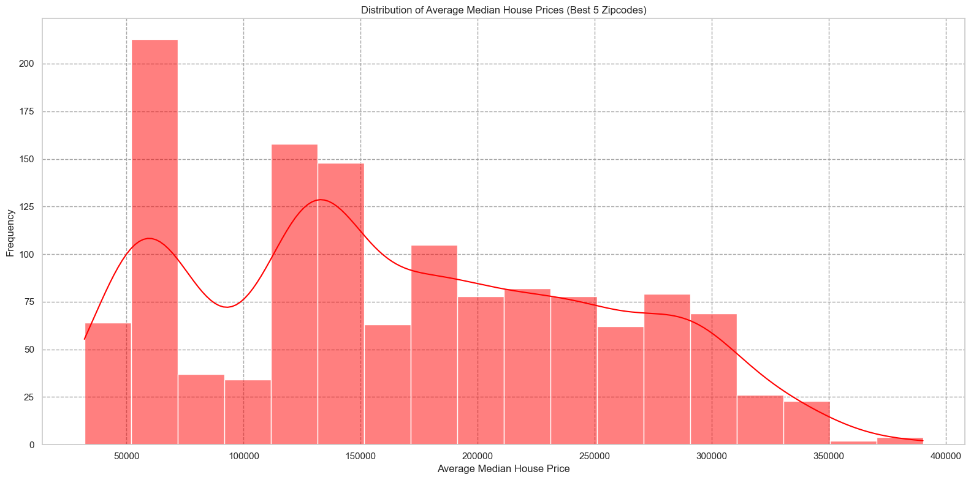 Distribution of Average Median House Prices (Best 5 Zipcodes)
Frequency
200
175
150
125
100
75
50
25
0
50000 100000 150000 200000 250000 300000 350000 400000
Average Median House Price